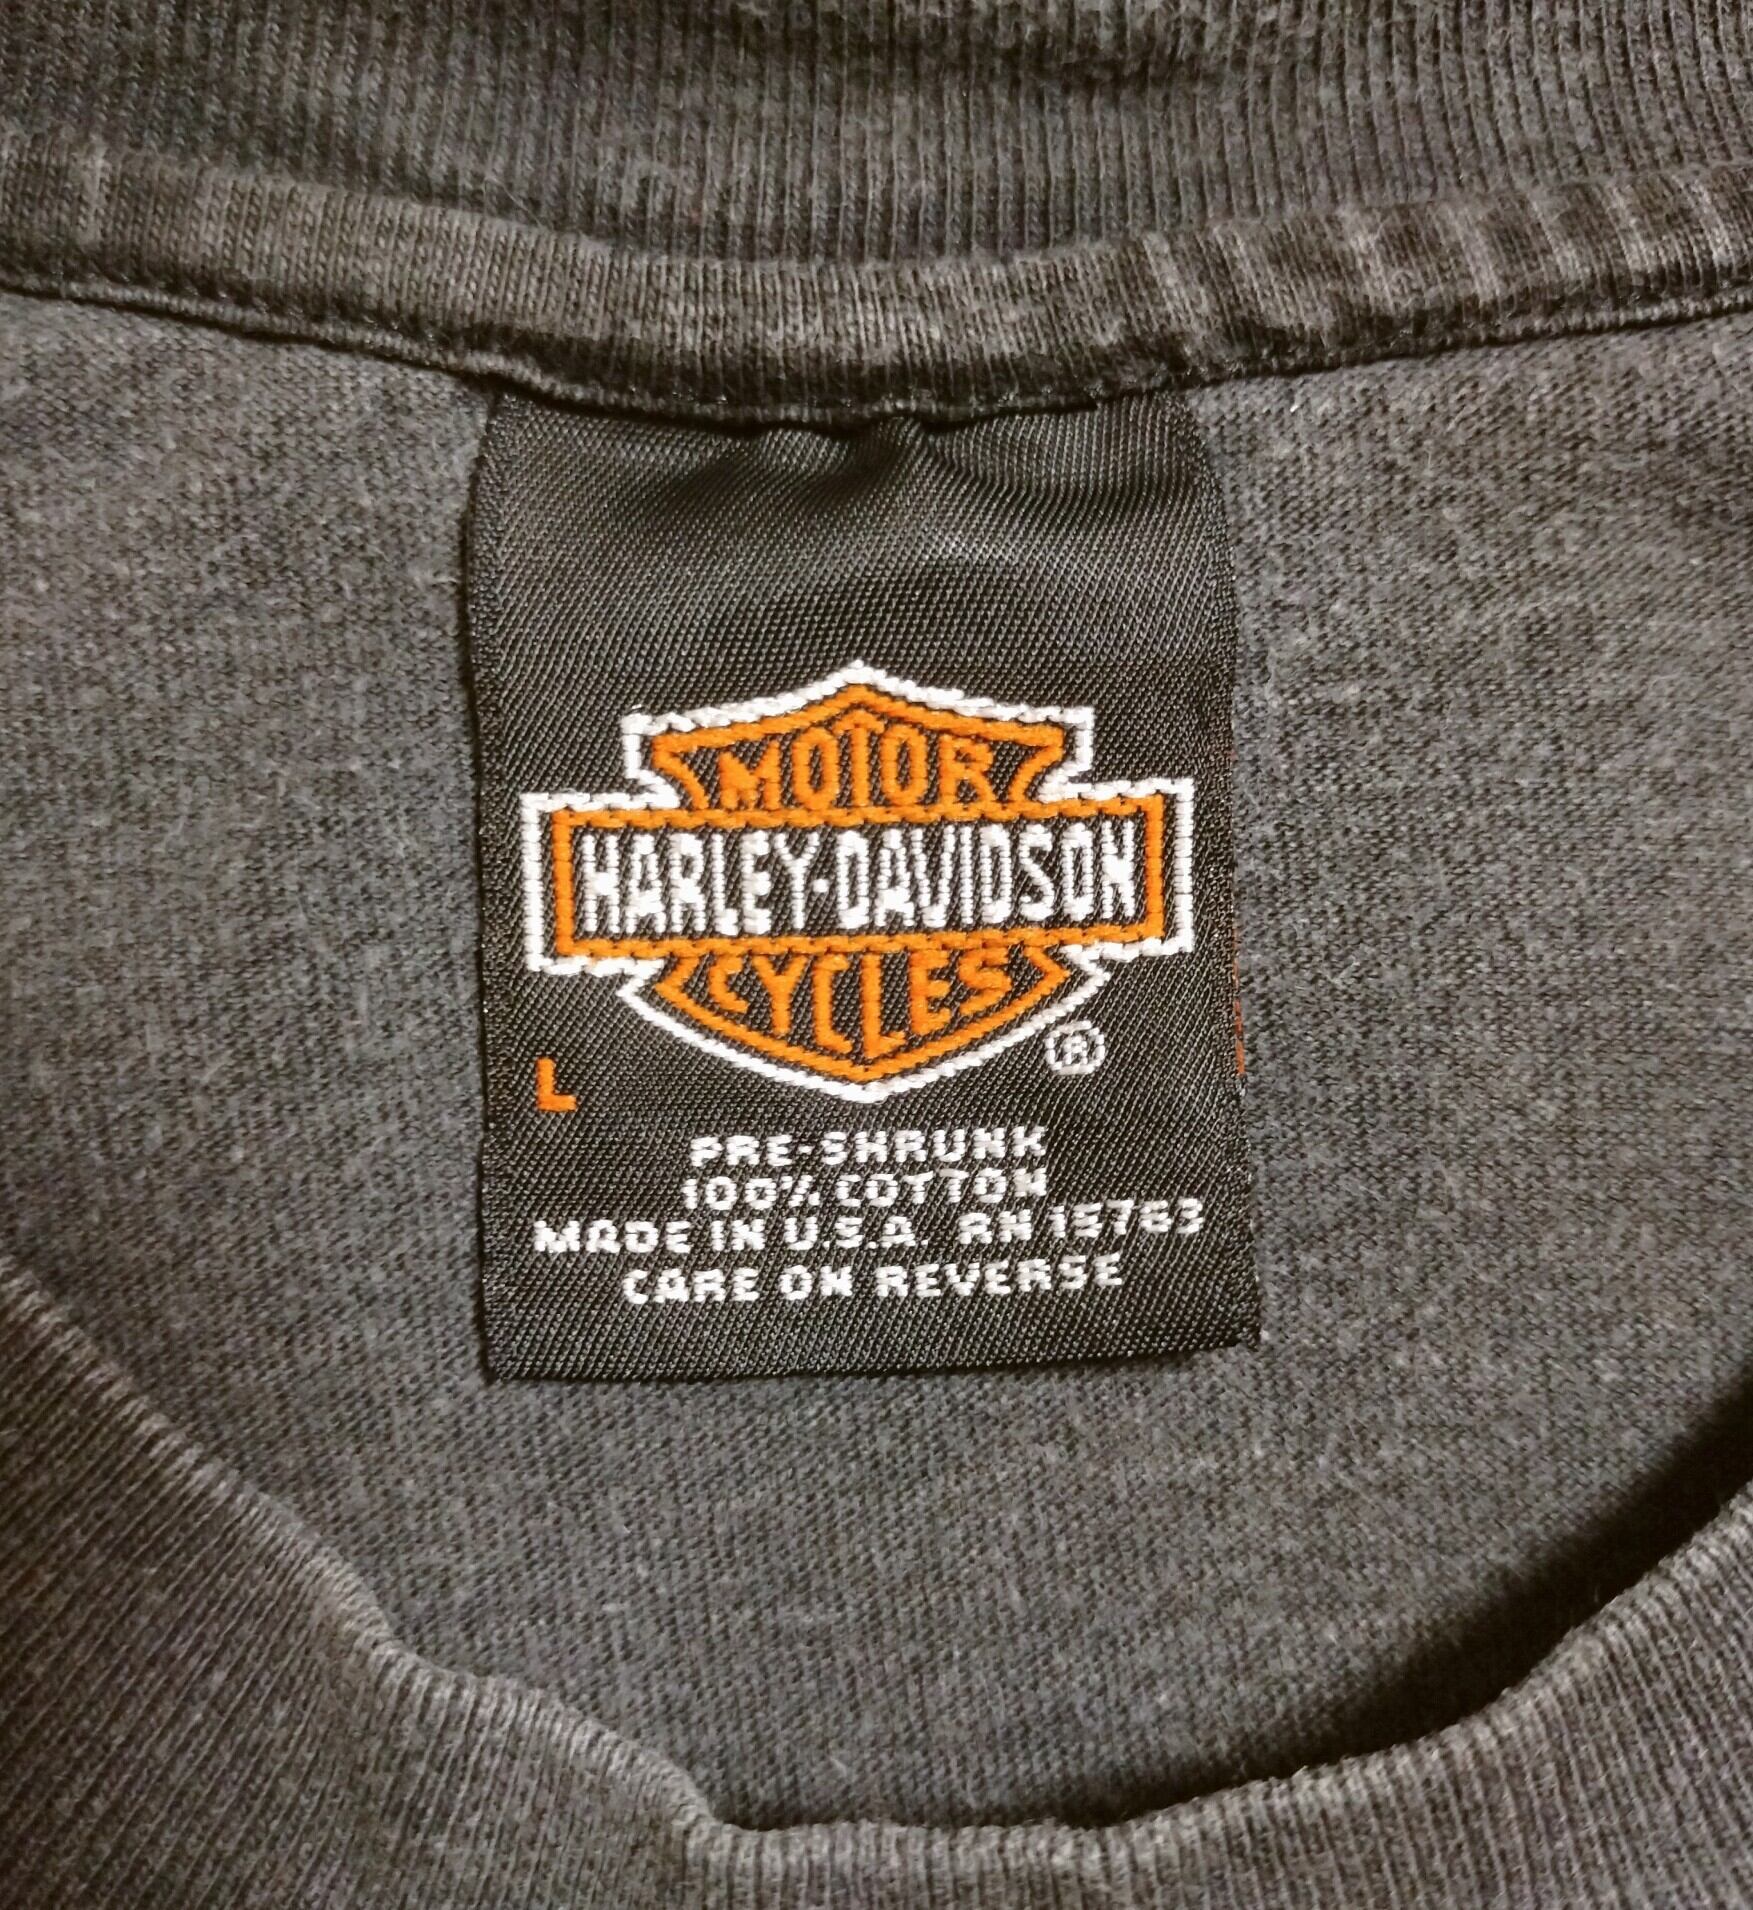 MOTOR
HARLEY-DAVIDSON
CYCLES
®
L
PRE-SHRUNK
100% COTTON
MADE IN U.S.A. RN 15763
CARE ON REVERSE